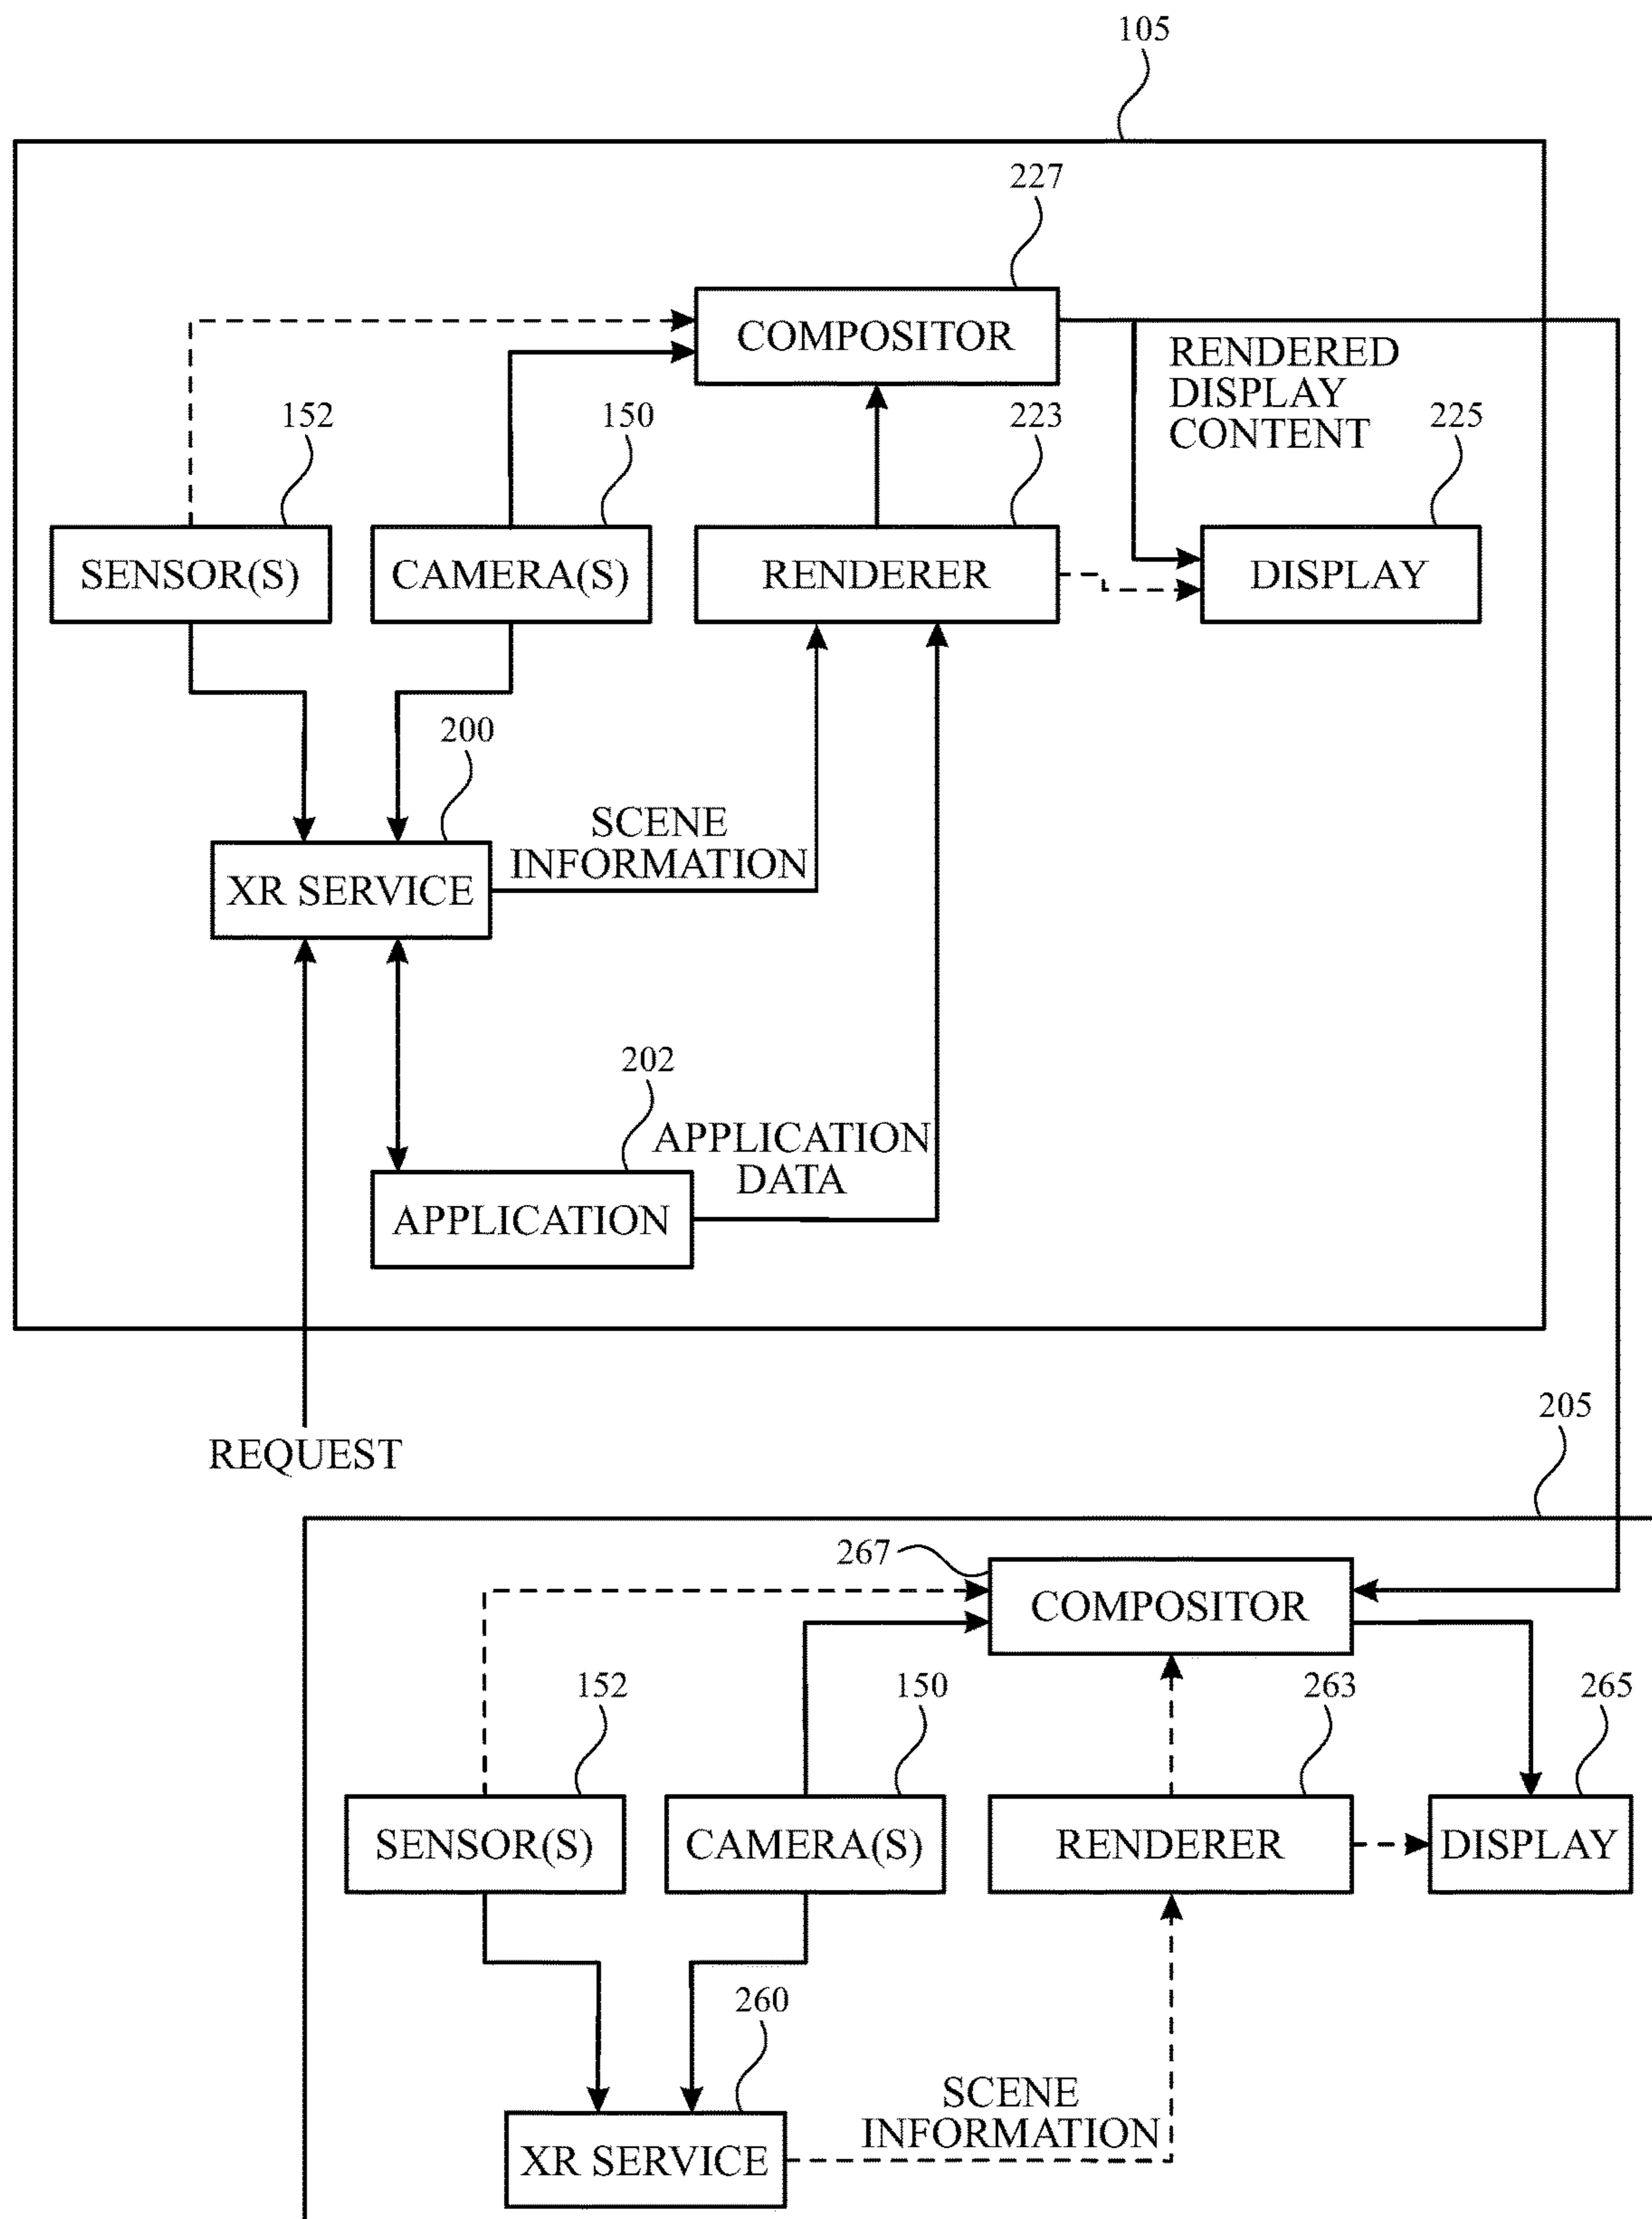 105
227
COMPOSITOR
RENDERED
DISPLAY
CONTENT
152
150
223
225
SENSOR(S)
CAMERA(S)
RENDERER
DISPLAY
200
SCENE
INFORMATION
XR SERVICE
202
APPLICATION
DATA
APPLICATION
REQUEST
205
267
COMPOSITOR
152
150
263
265
SENSOR(S)
CAMERA(S)
RENDERER
DISPLAY
260
SCENE
INFORMATION
XR SERVICE